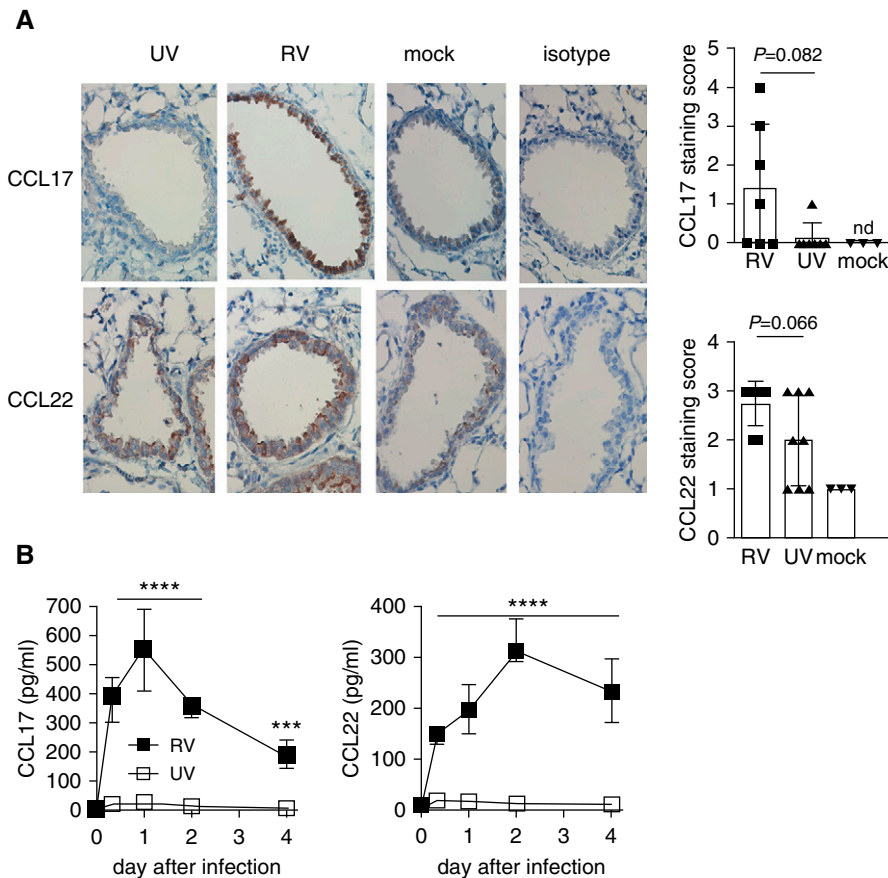 A
UV RV mock isotype
CCL17
CCL22
CCL17 staining score
5
4
3
2
1
0
P=0.082
nd
RV UV mock
CCL22 staining score
4
3
2
1
0
P=0.066
RV UV mock
B
CCL17 (pg/ml)
700
600
500
400
300
200
100
0
****
***
RV
UV
0 1 2 3 4
day after infection
CCL22 (pg/ml)
400
300
200
100
0
****
0 1 2 3 4
day after infection